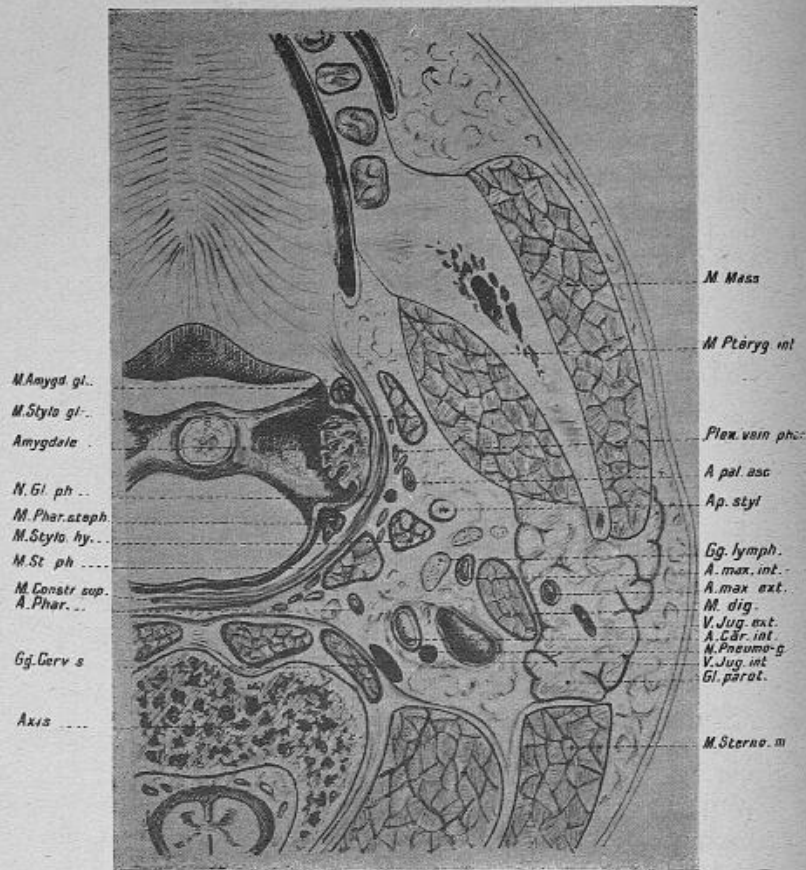 M. Amygd. gl..
M. Stylo gl..
Amygdale
N. Gl. ph ..
M. Phar. staph.
M. Stylo. hy...
M. St ph
M. Constr sup.
A. Phar...
Gg. Cerv s
Axis
M. Mass
M Ptéryg int
Plex. vein phar
A pal. asc
Ap. styl
Gg. lymph.
A. max. int.
A. max ext.
M. dig.
V. Jug. ext.
A. Car. int.
N. Pneumo-g.
V. Jug. int
Gl. parot.
M. Sterno. m